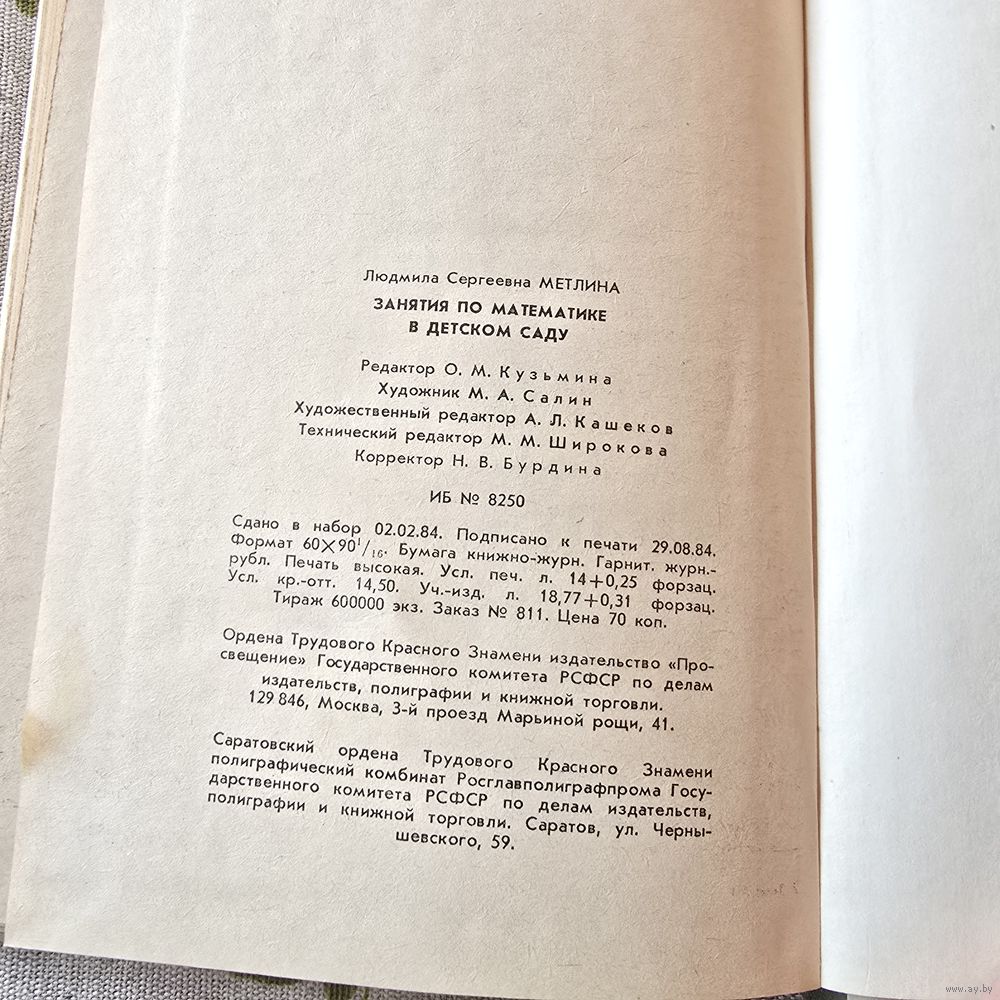 Людмила Сергеевна МЕТЛИНА
ЗАНЯТИЯ ПО МАТЕМАТИКЕ
В ДЕТСКОМ САДУ
Редактор О. М. Кузьмина
Художник М. А. Салин
Художественный редактор А. Л. Кашеков
Технический редактор М. М. Широкова
Корректор Н. В. Бурдина
ИБ № 8250
Сдано в набор 02.02.84. Подписано к печати 29.08.84.
Формат 60×90¹/₁₆. Бумага книжно-журн. Гарнит. журн.-
рубл. Печать высокая. Усл. печ. л. 14+0,25 форзац.
Усл. кр.-отт. 14,50. Уч.-изд. л. 18,77+0,31 форзац.
Тираж 600000 экз. Заказ № 811. Цена 70 коп.
Ордена Трудового Красного Знамени издательство «Про-
свещение» Государственного комитета РСФСР по делам
издательств, полиграфии и книжной торговли.
129 846, Москва, 3-й проезд Марьиной рощи, 41.
Саратовский ордена Трудового Красного Знамени
полиграфический комбинат Росглавполиграфпрома Госу-
дарственного комитета РСФСР по делам издательств,
полиграфии и книжной торговли. Саратов, ул. Черны-
шевского, 59.
www.ay.by